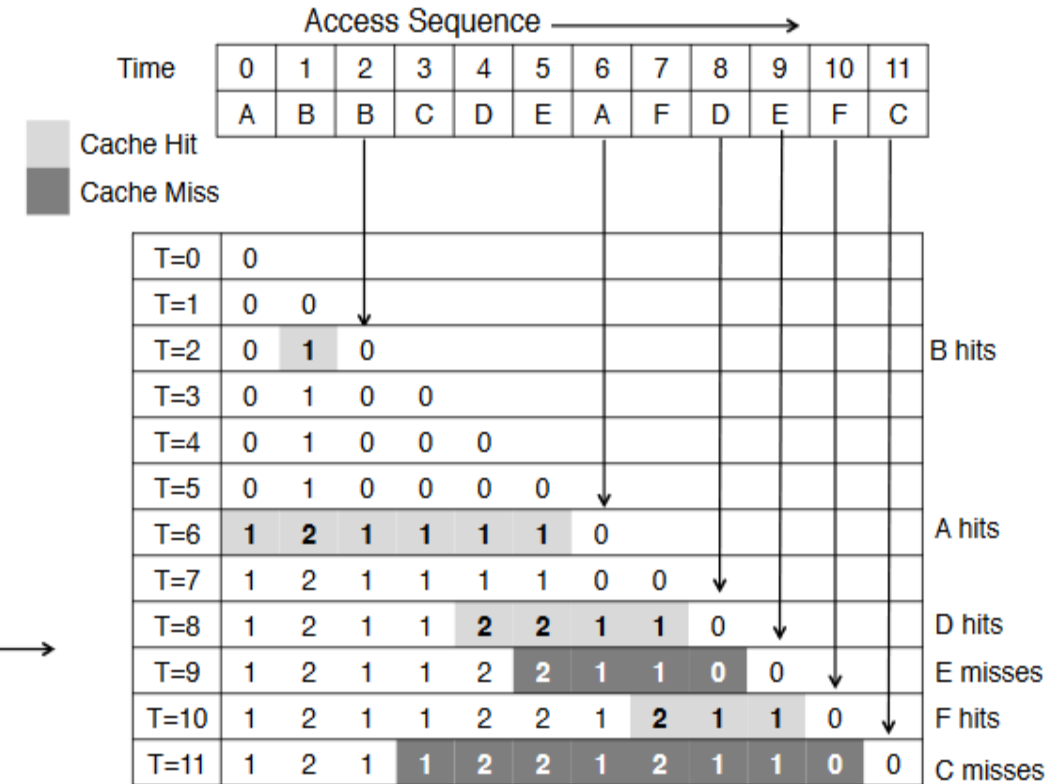 Access Sequence
Time 0 1 2 3 4 5 6 7 8 9 10 11
A B B C D E A F D E F C
Cache Hit
Cache Miss
T=0 0
T=1 0 0
T=2 0 1 0 B hits
T=3 0 1 0 0
T=4 0 1 0 0 0
T=5 0 1 0 0 0 0
T=6 1 2 1 1 1 1 0 A hits
T=7 1 2 1 1 1 1 0 0
T=8 1 2 1 1 2 2 1 1 0 D hits
T=9 1 2 1 1 2 2 1 1 0 0 E misses
T=10 1 2 1 1 2 2 1 2 1 1 0 F hits
T=11 1 2 1 1 2 2 1 2 1 1 0 0 C misses